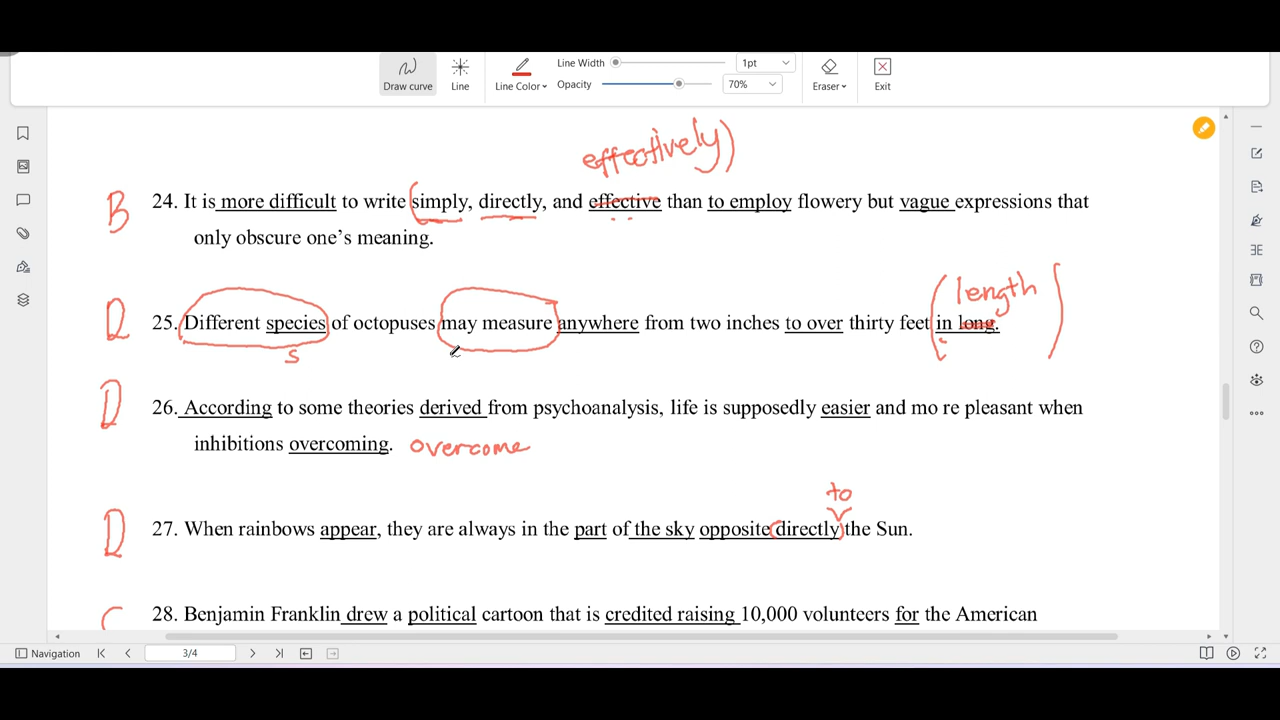 Draw curve
Line
Line Color
Line Width
1pt
Opacity
70%
Eraser
Exit
effectively)
B 24. It is more difficult to write (simply, directly, and effective than to employ flowery but vague expressions that
only obscure one's meaning.
(length)
D 25. Different species of octopuses may measure anywhere from two inches to over thirty feet in long.
s
D 26. According to some theories derived from psychoanalysis, life is supposedly easier and mo re pleasant when
inhibitions overcoming. overcome
to
D 27. When rainbows appear, they are always in the part of the sky opposite (directly) the Sun.
C 28. Benjamin Franklin drew a political cartoon that is credited raising 10,000 volunteers for the American
Navigation
3/4